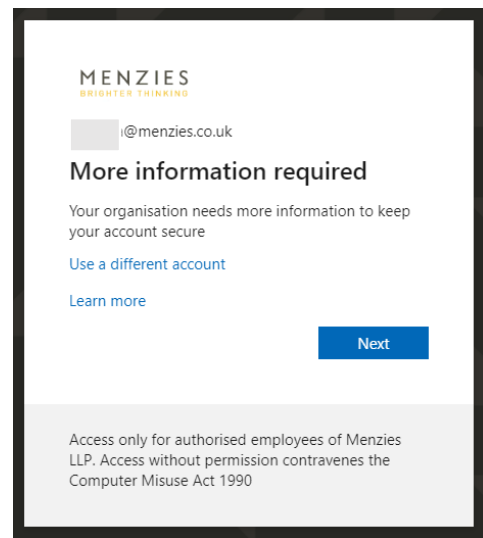 MENZIES
BRIGHTER THINKING
@menzies.co.uk
More information required
Your organisation needs more information to keep
your account secure
Use a different account
Learn more
Next
Access only for authorised employees of Menzies
LLP. Access without permission contravenes the
Computer Misuse Act 1990